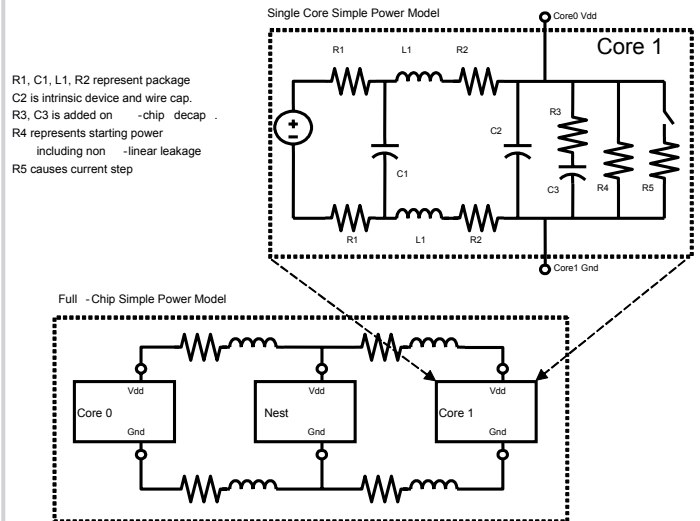 Single Core Simple Power Model
Core0 Vdd
Core 1
R1
L1
R2
R1, C1, L1, R2 represent package
C2 is intrinsic device and wire cap.
R3, C3 is added on -chip decap .
R4 represents starting power
including non -linear leakage
R5 causes current step
+
-
C1
C2
R3
C3
R4
R5
R1
L1
R2
Core1 Gnd
Full -Chip Simple Power Model
Vdd
Core 0
Gnd
Vdd
Nest
Gnd
Vdd
Core 1
Gnd